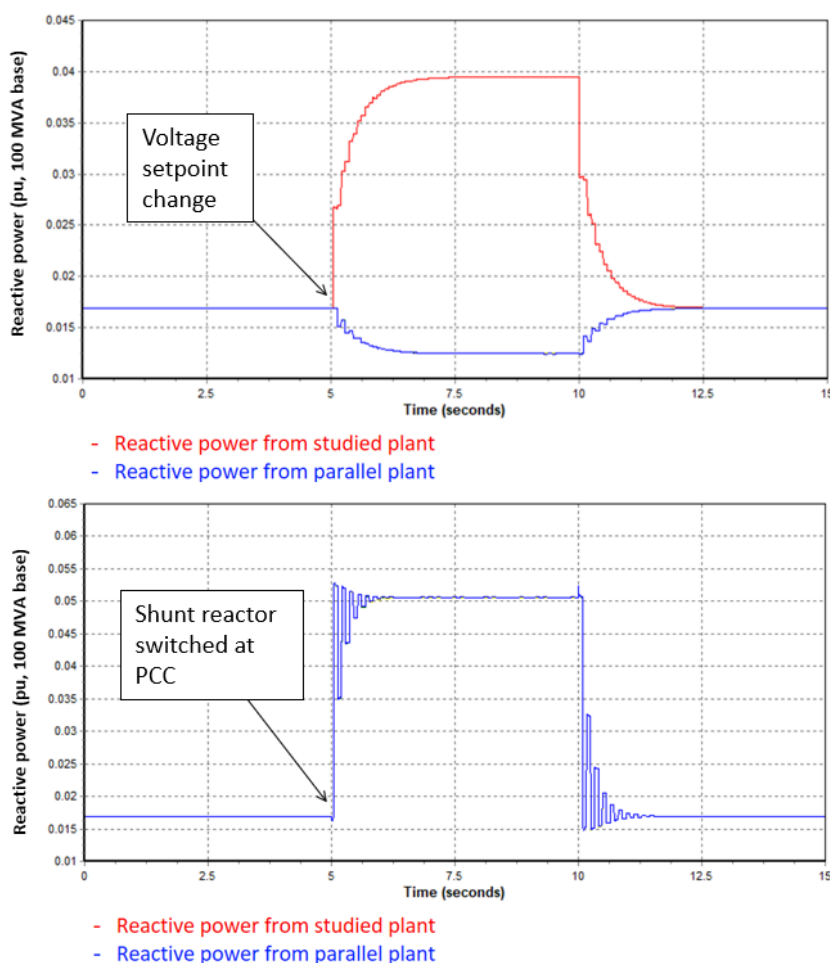 0.045
0.04
0.035
0.03
0.025
0.02
0.015
0.01
Reactive power (pu, 100 MVA base)
Voltage
setpoint
change
0 2.5 5 7.5 10 12.5 15
Time (seconds)
- Reactive power from studied plant
- Reactive power from parallel plant
0.065
0.06
0.055
0.05
0.045
0.04
0.035
0.03
0.025
0.02
0.015
0.01
Reactive power (pu, 100 MVA base)
Shunt reactor
switched at
PCC
0 2.5 5 7.5 10 12.5 15
Time (seconds)
- Reactive power from studied plant
- Reactive power from parallel plant